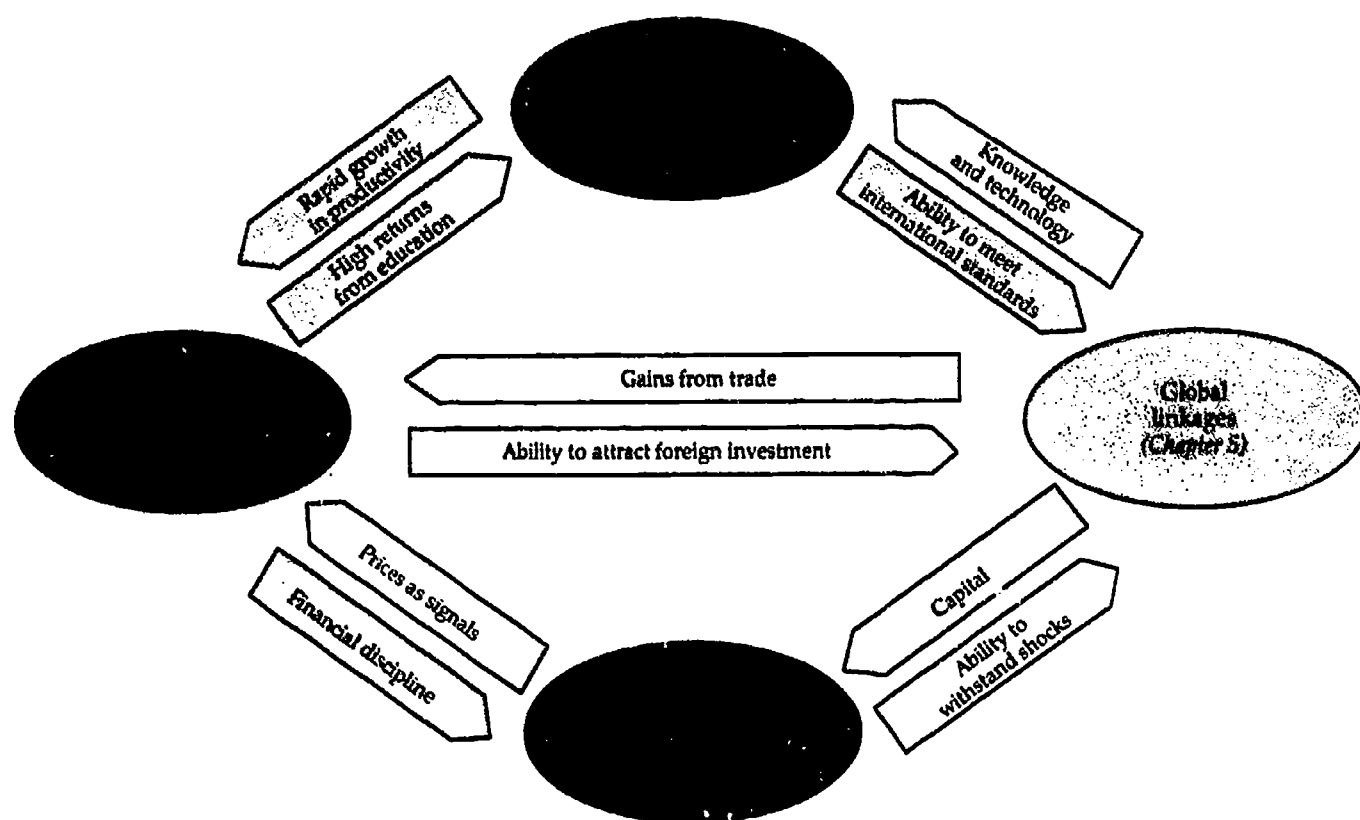 Rapid growth
in productivity
High returns
from education
Knowledge
and technology
Ability to meet
international standards
Gains from trade
Ability to attract foreign investment
Global
linkages
(Chapter 5)
Prices as signals
Financial discipline
Capital
Ability to
withstand shocks